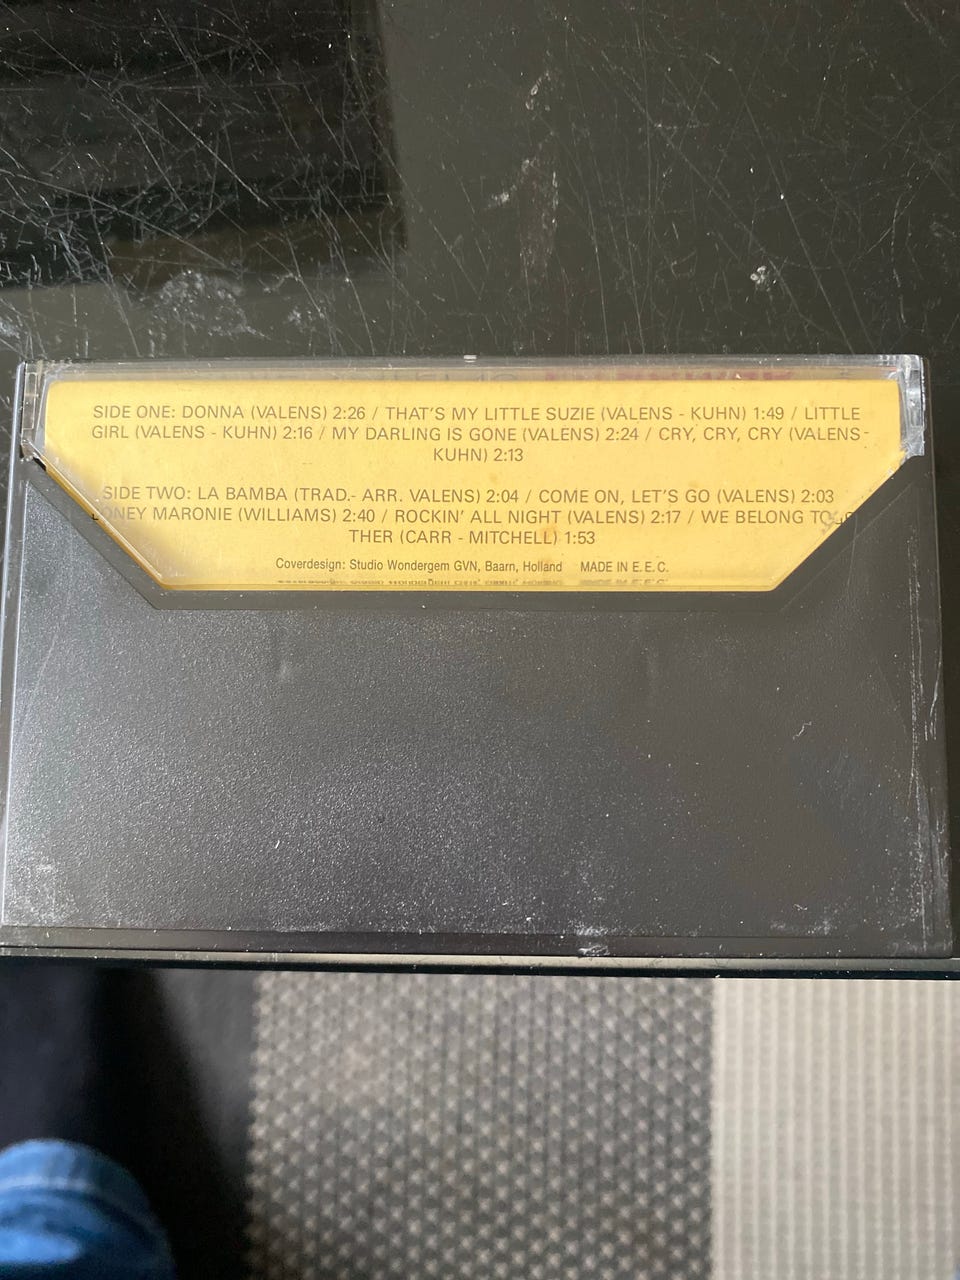 SIDE ONE: DONNA (VALENS) 2:26 / THAT'S MY LITTLE SUZIE (VALENS - KUHN) 1:49 / LITTLE
GIRL (VALENS - KUHN) 2:16 / MY DARLING IS GONE (VALENS) 2:24 / CRY, CRY, CRY (VALENS-
KUHN) 2:13
SIDE TWO: LA BAMBA (TRAD.- ARR. VALENS) 2:04 / COME ON, LET'S GO (VALENS) 2:03
MARONIE (WILLIAMS) 2:40 / ROCKIN' ALL NIGHT (VALENS) 2:17 / WE BELONG
THER (CARR - MITCHELL) 1:53
Coverdesign: Studio Wondergem GVN, Baarn, Holland MADE IN E.E.C.